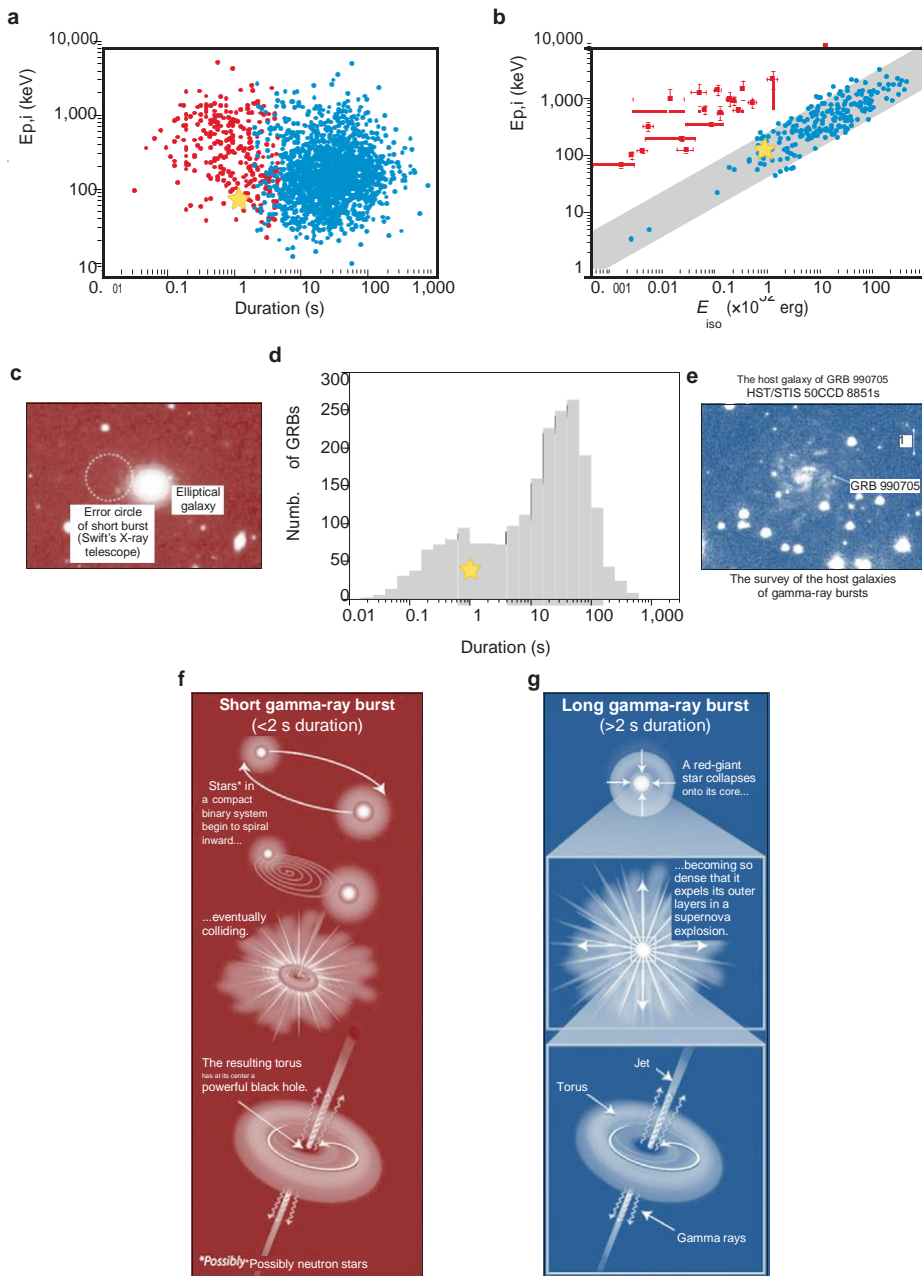 a
10,000
1,000
100
10
Ep,i (keV)
0. 01
0.1
1
10
100
1,000
Duration (s)
b
10,000
1,000
100
10
1
Ep,i (keV)
0. 001
0.01
0.1
1
10
100
E iso (×10 52 erg)
c
Elliptical
galaxy
Error circle
of short burst
(Swift's X-ray
telescope)
d
300
250
200
150
100
50
0
Numb. of GRBs
0.01
0.1
1
10
100
1,000
Duration (s)
e
The host galaxy of GRB 990705
HST/STIS 50CCD 8851s
1
GRB 990705
The survey of the host galaxies
of gamma-ray bursts
f
Short gamma-ray burst
(<2 s duration)
Stars* in
a compact
binary system
begin to spiral
inward...
...eventually
colliding.
The resulting torus
has at its center a
powerful black hole.
*Possibly*Possibly neutron stars
g
Long gamma-ray burst
(>2 s duration)
A red-giant
star collapses
onto its core...
...becoming so
dense that it
expels its outer
layers in a
supernova
explosion.
Jet
Torus
Gamma rays